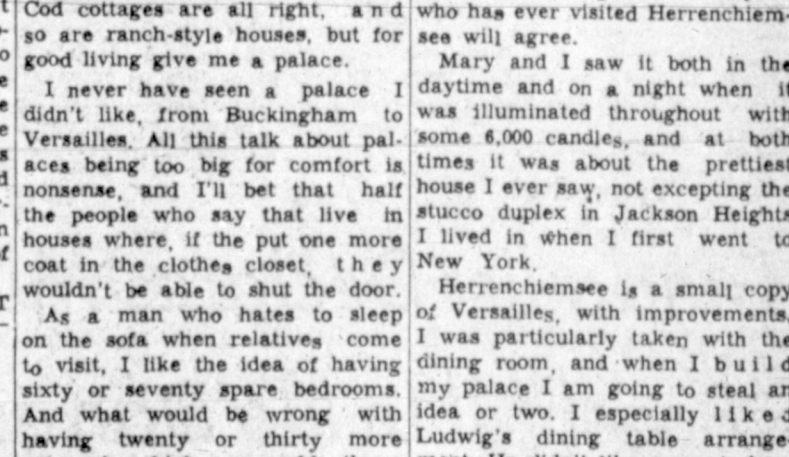 Cod cottages are all right, and
so are ranch-style houses, but for
good living give me a palace.
I never have seen a palace I
didn't like, from Buckingham to
Versailles. All this talk about pal-
aces being too big for comfort is
nonsense, and I'll bet that half
the people who say that live in
houses where, if the put one more
coat in the clothes closet, they
wouldn't be able to shut the door.
As a man who hates to sleep
on the sofa when relatives come
to visit, I like the idea of having
sixty or seventy spare bedrooms.
And what would be wrong with
having twenty or thirty more
who has ever visited Herrenchiem-
see will agree.
Mary and I saw it both in the
daytime and on a night when it
was illuminated throughout with
some 6,000 candles, and at both
times it was about the prettiest
house I ever saw, not excepting the
stucco duplex in Jackson Heights
I lived in when I first went to
New York.
Herrenchiemsee is a small copy
of Versailles, with improvements.
I was particularly taken with the
dining room, and when I build
my palace I am going to steal an
idea or two. I especially liked
Ludwig's dining table arrange-